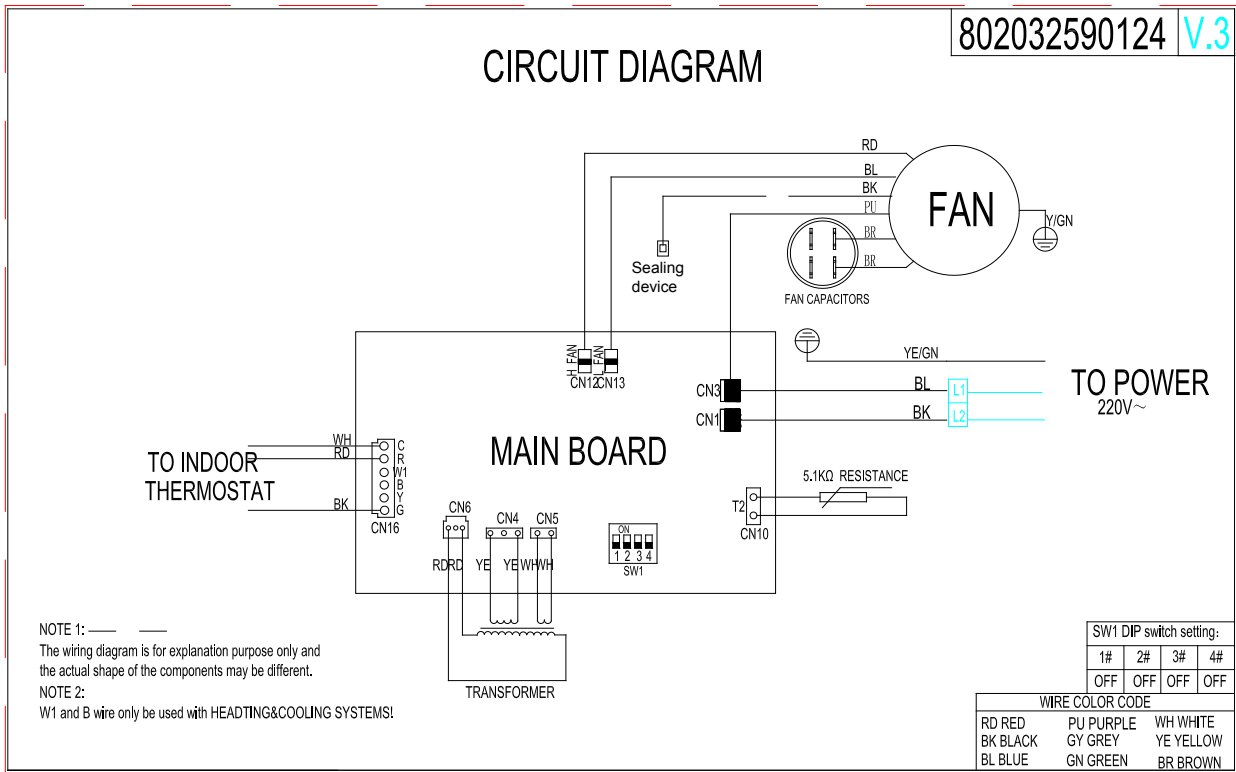 802032590124 V.3
CIRCUIT DIAGRAM
RD
BL
BK
PU
BR
BR
FAN
Y/GN
Sealing
device
FAN CAPACITORS
H_FAN
L_FAN
CN12
CN13
YE/GN
CN3
BL
L1
TO POWER
220V～
CN1
BK
L2
MAIN BOARD
TO INDOOR
THERMOSTAT
WH
RD
BK
C
R
W1
B
Y
G
CN16
5.1KΩ RESISTANCE
T2
CN10
CN6
CN4
CN5
ON
1 2 3 4
SW1
RD
RD
YE
YE
WH
WH
TRANSFORMER
NOTE 1:
The wiring diagram is for explanation purpose only and
the actual shape of the components may be different.
NOTE 2:
W1 and B wire only be used with HEADTING&COOLING SYSTEMS!
SW1 DIP switch setting:
1# 2# 3# 4#
OFF OFF OFF OFF
WIRE COLOR CODE
RD RED PU PURPLE WH WHITE
BK BLACK GY GREY YE YELLOW
BL BLUE GN GREEN BR BROWN